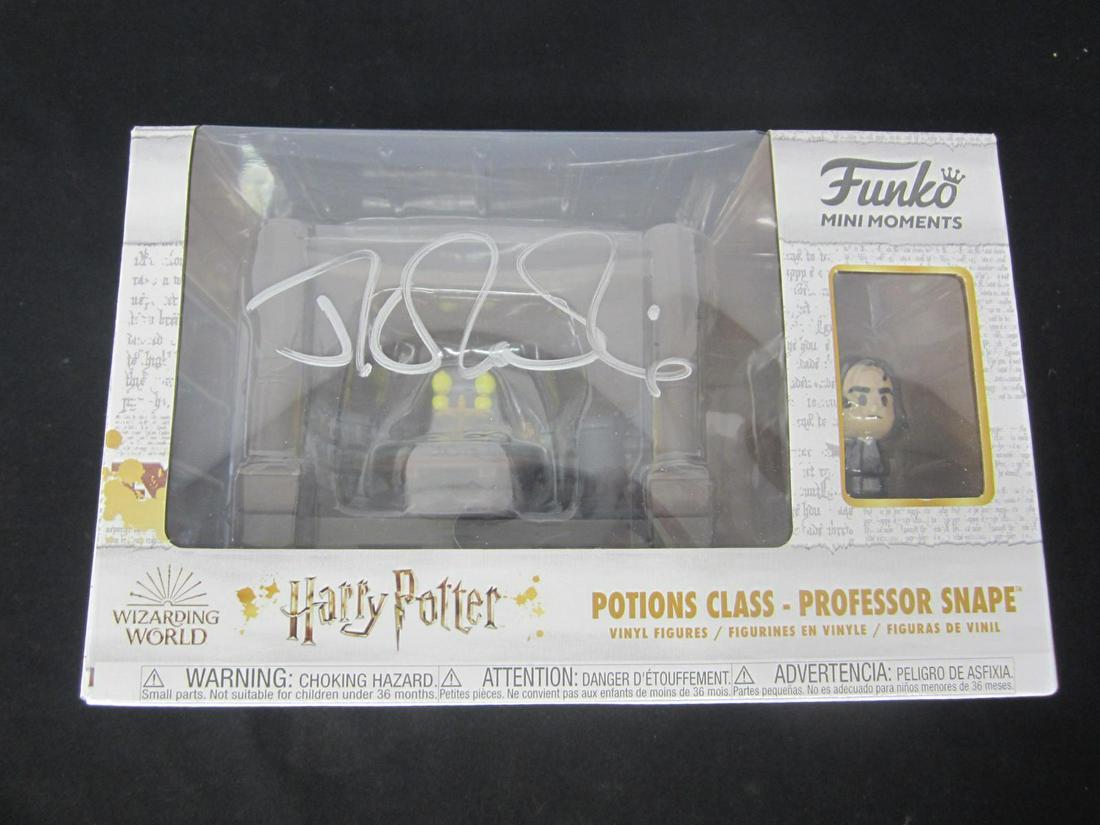 Funko
MINI MOMENTS
WIZARDING
WORLD
Harry Potter
POTIONS CLASS - PROFESSOR SNAPE™
VINYL FIGURES / FIGURINES EN VINYLE / FIGURAS DE VINIL
WARNING: CHOKING HAZARD.
Small parts. Not suitable for children under 36 months.
ATTENTION: DANGER D'ÉTOUFFEMENT.
Petites pièces. Ne convient pas aux enfants de moins de 36 mois.
ADVERTENCIA: PELIGRO DE ASFIXIA.
Partes pequeñas. No es adecuado para niños menores de 36 meses.